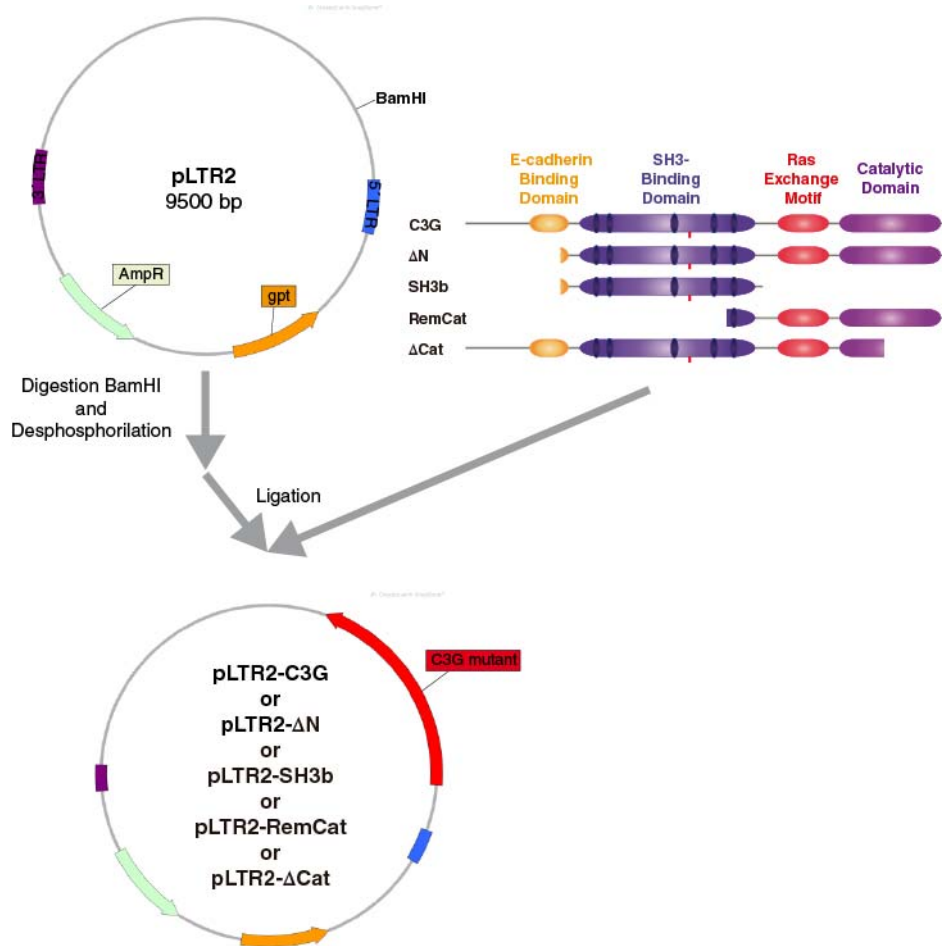 BamHI
pLTR2
9500 bp
3' LTR
5' LTR
AmpR
gpt
E-cadherin
Binding
Domain
SH3-
Binding
Domain
Ras
Exchange
Motif
Catalytic
Domain
C3G
ΔN
SH3b
RemCat
ΔCat
Digestion BamHI
and
Desphosphorilation
Ligation
C3G mutant
pLTR2-C3G
or
pLTR2-ΔN
or
pLTR2-SH3b
or
pLTR2-RemCat
or
pLTR2-ΔCat